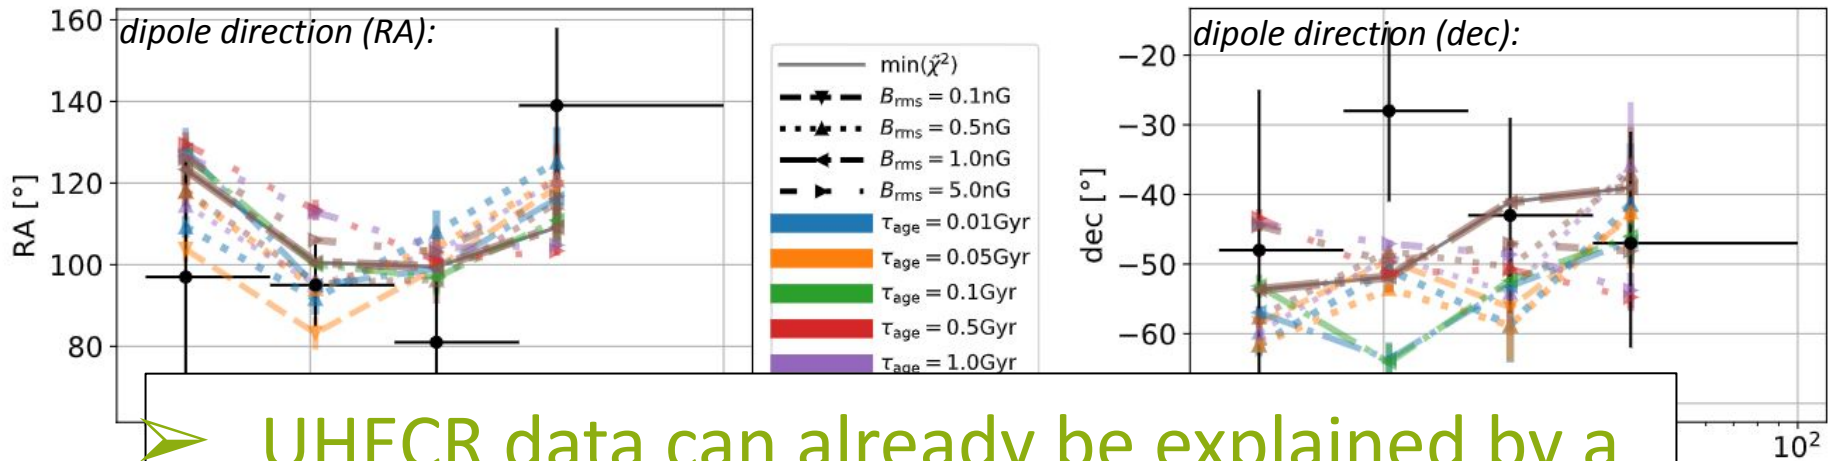 dipole direction (RA):
160
140
120
100
80
RA [°]
min(χ̃²)
B_rms = 0.1nG
B_rms = 0.5nG
B_rms = 1.0nG
B_rms = 5.0nG
τ_age = 0.01Gyr
τ_age = 0.05Gyr
τ_age = 0.1Gyr
τ_age = 0.5Gyr
τ_age = 1.0Gyr
dipole direction (dec):
−20
−30
−40
−50
−60
dec [°]
10²
➢ UHECR data can already be explained by a